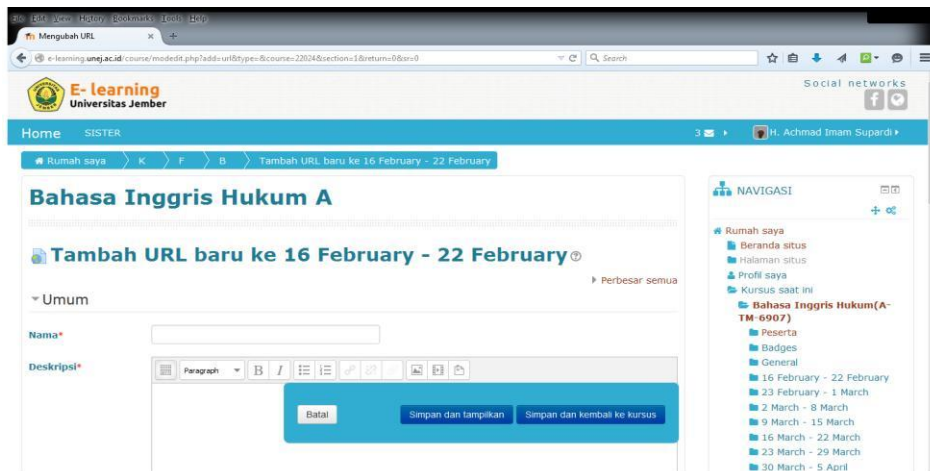 File Edit View History Bookmarks Tools Help
Mengubah URL
e-learning.unej.ac.id/course/modedit.php?add=url&type=&course=22024&section=1&return=0&sr=0
Search
E- learning
Universitas Jember
Social networks
Home SISTER
3 H. Achmad Imam Supardi
Rumah saya K F B Tambah URL baru ke 16 February - 22 February
Bahasa Inggris Hukum A
Tambah URL baru ke 16 February - 22 February
Perbesar semua
Umum
Nama*
Deskripsi*
Paragraph B I
Batal Simpan dan tampilkan Simpan dan kembali ke kursus
NAVIGASI
Rumah saya
Beranda situs
Halaman situs
Profil saya
Kursus saat ini
Bahasa Inggris Hukum(A-
TM-6907)
Peserta
Badges
General
16 February - 22 February
23 February - 1 March
2 March - 8 March
9 March - 15 March
16 March - 22 March
23 March - 29 March
30 March - 5 April